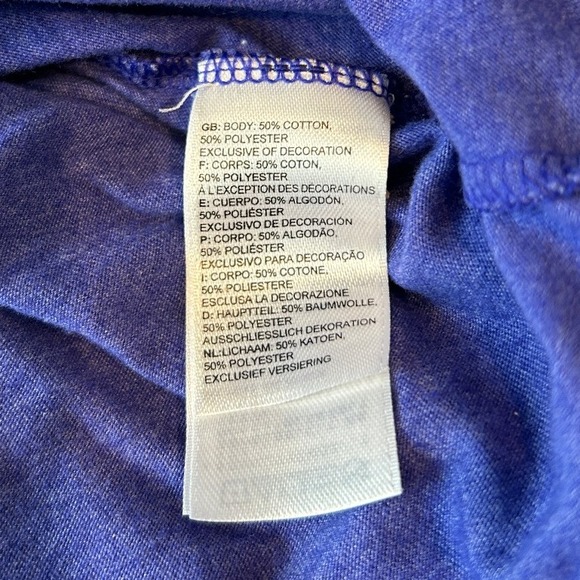 GB: BODY: 50% COTTON,
50% POLYESTER
EXCLUSIVE OF DECORATION
F: CORPS: 50% COTON,
50% POLYESTER
À L'EXCEPTION DES DÉCORATIONS
E: CUERPO: 50% ALGODÓN,
50% POLIÉSTER
EXCLUSIVO DE DECORACIÓN
P: CORPO: 50% ALGODÃO,
50% POLIÉSTER
EXCLUSIVO PARA DECORAÇÃO
I: CORPO: 50% COTONE,
50% POLIESTERE
ESCLUSA LA DECORAZIONE
D: HAUPTTEIL: 50% BAUMWOLLE,
50% POLYESTER
AUSSCHLIESSLICH DEKORATION
NL:LICHAAM: 50% KATOEN,
50% POLYESTER
EXCLUSIEF VERSIERING